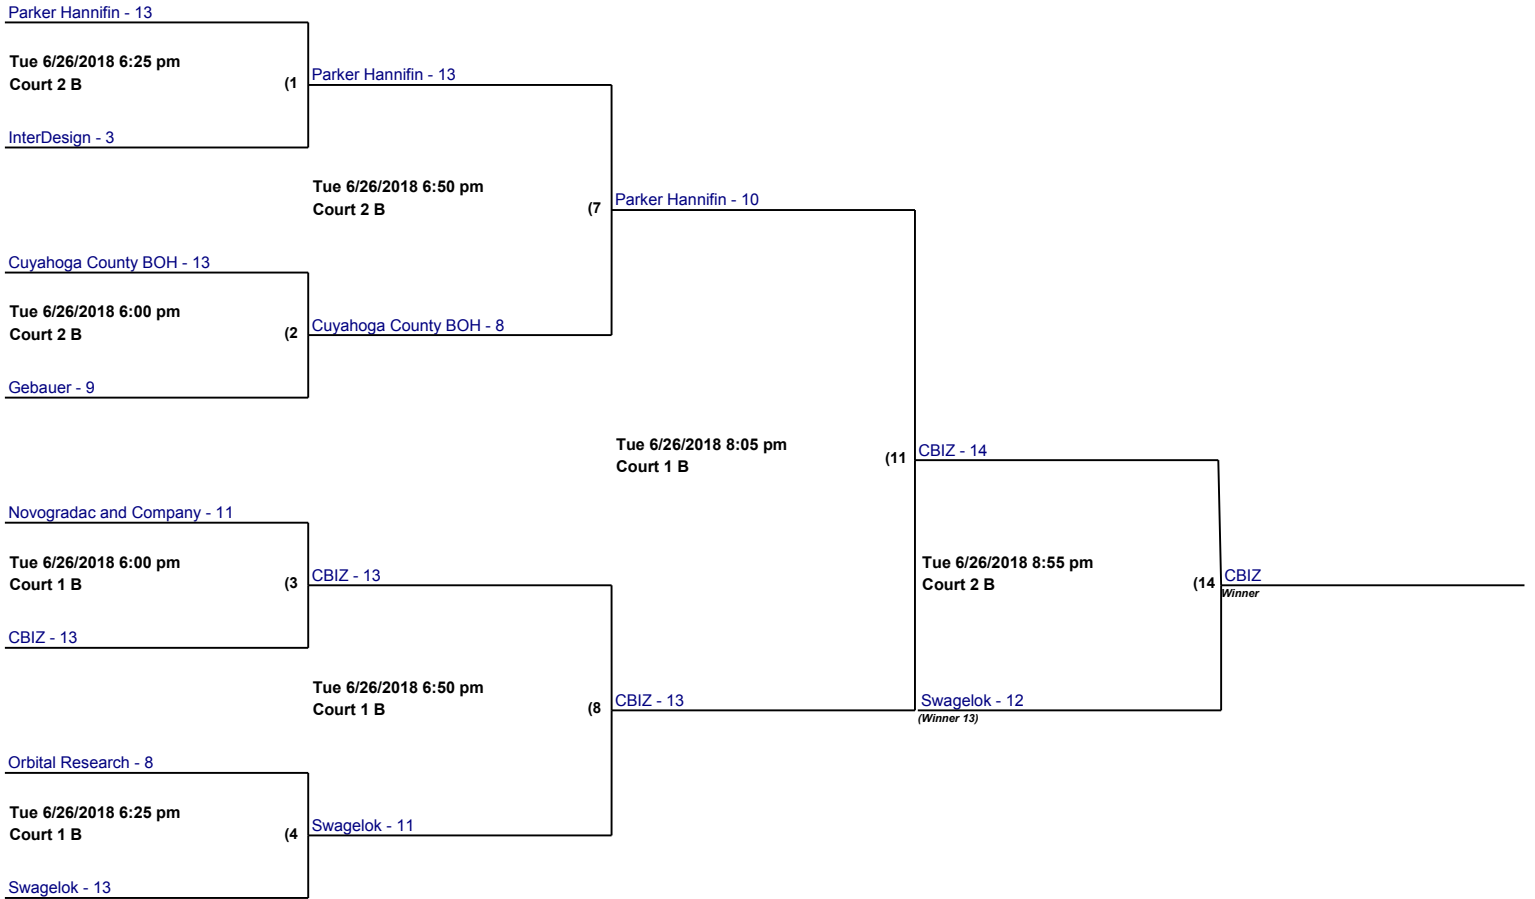 Parker Hannifin - 13
Tue 6/26/2018 6:25 pm
Court 2 B
(1
Parker Hannifin - 13
InterDesign - 3
Tue 6/26/2018 6:50 pm
Court 2 B
(7
Parker Hannifin - 10
Cuyahoga County BOH - 13
Tue 6/26/2018 6:00 pm
Court 2 B
(2
Cuyahoga County BOH - 8
Gebauer - 9
Tue 6/26/2018 8:05 pm
Court 1 B
(11
CBIZ - 14
Novogradac and Company - 11
Tue 6/26/2018 6:00 pm
Court 1 B
(3
CBIZ - 13
Tue 6/26/2018 8:55 pm
Court 2 B
(14
CBIZ
Winner
CBIZ - 13
Tue 6/26/2018 6:50 pm
Court 1 B
(8
CBIZ - 13
Swagelok - 12
(Winner 13)
Orbital Research - 8
Tue 6/26/2018 6:25 pm
Court 1 B
(4
Swagelok - 11
Swagelok - 13